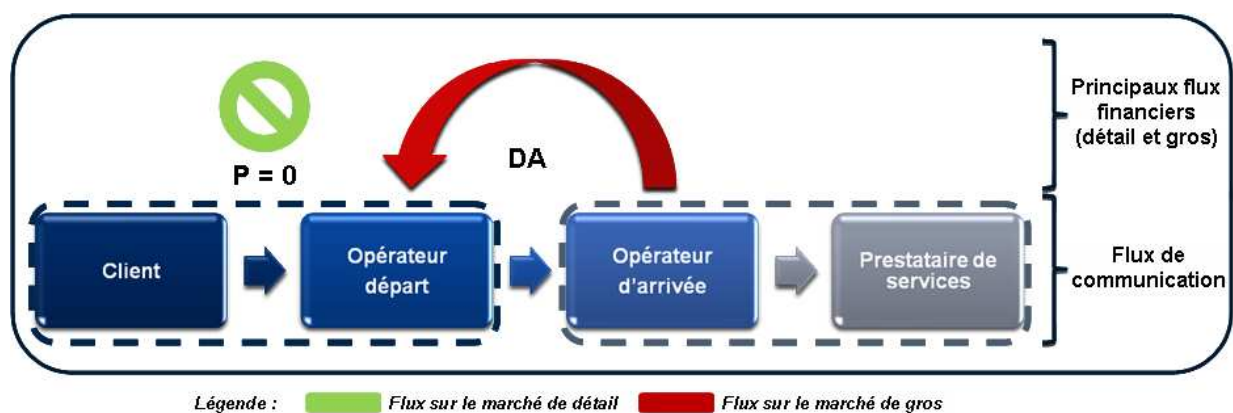 Principaux flux
financiers
(détail et gros)
DA
P = 0
Client
Opérateur
départ
Opérateur
d'arrivée
Prestataire de
services
Flux de
communication
Légende :
Flux sur le marché de détail
Flux sur le marché de gros